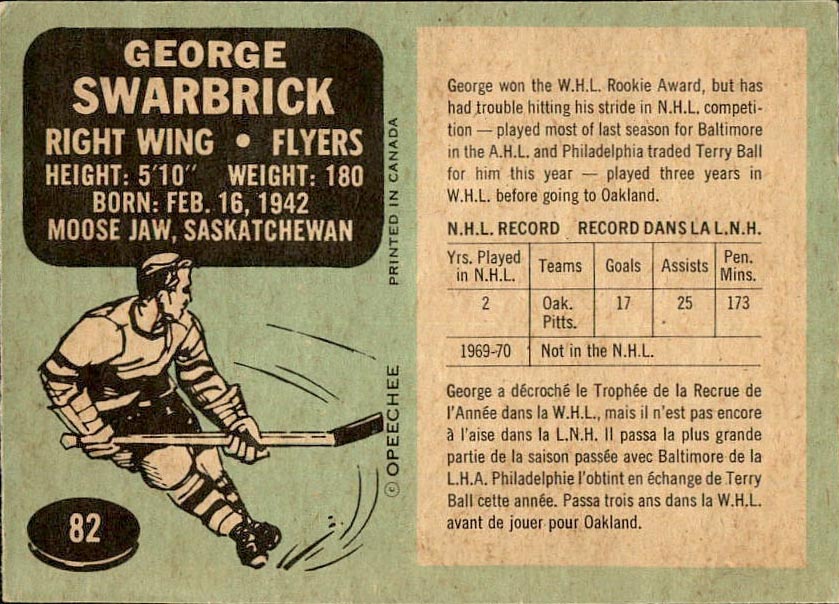 GEORGE
SWARBRICK
RIGHT WING • FLYERS
HEIGHT: 5'10" WEIGHT: 180
BORN: FEB. 16, 1942
MOOSE JAW, SASKATCHEWAN
PRINTED IN CANADA
© OPEECHEE
82
George won the W.H.L. Rookie Award, but has
had trouble hitting his stride in N.H.L. competi-
tion — played most of last season for Baltimore
in the A.H.L. and Philadelphia traded Terry Ball
for him this year — played three years in
W.H.L. before going to Oakland.
N.H.L. RECORD RECORD DANS LA L.N.H.
Yrs. Played in N.H.L. Teams Goals Assists Pen. Mins.
2 Oak. Pitts. 17 25 173
1969-70 Not in the N.H.L.
George a décroché le Trophée de la Recrue de
l'Année dans la W.H.L., mais il n'est pas encore
à l'aise dans la L.N.H. Il passa la plus grande
partie de la saison passée avec Baltimore de la
L.H.A. Philadelphie l'obtint en échange de Terry
Ball cette année. Passa trois ans dans la W.H.L.
avant de jouer pour Oakland.